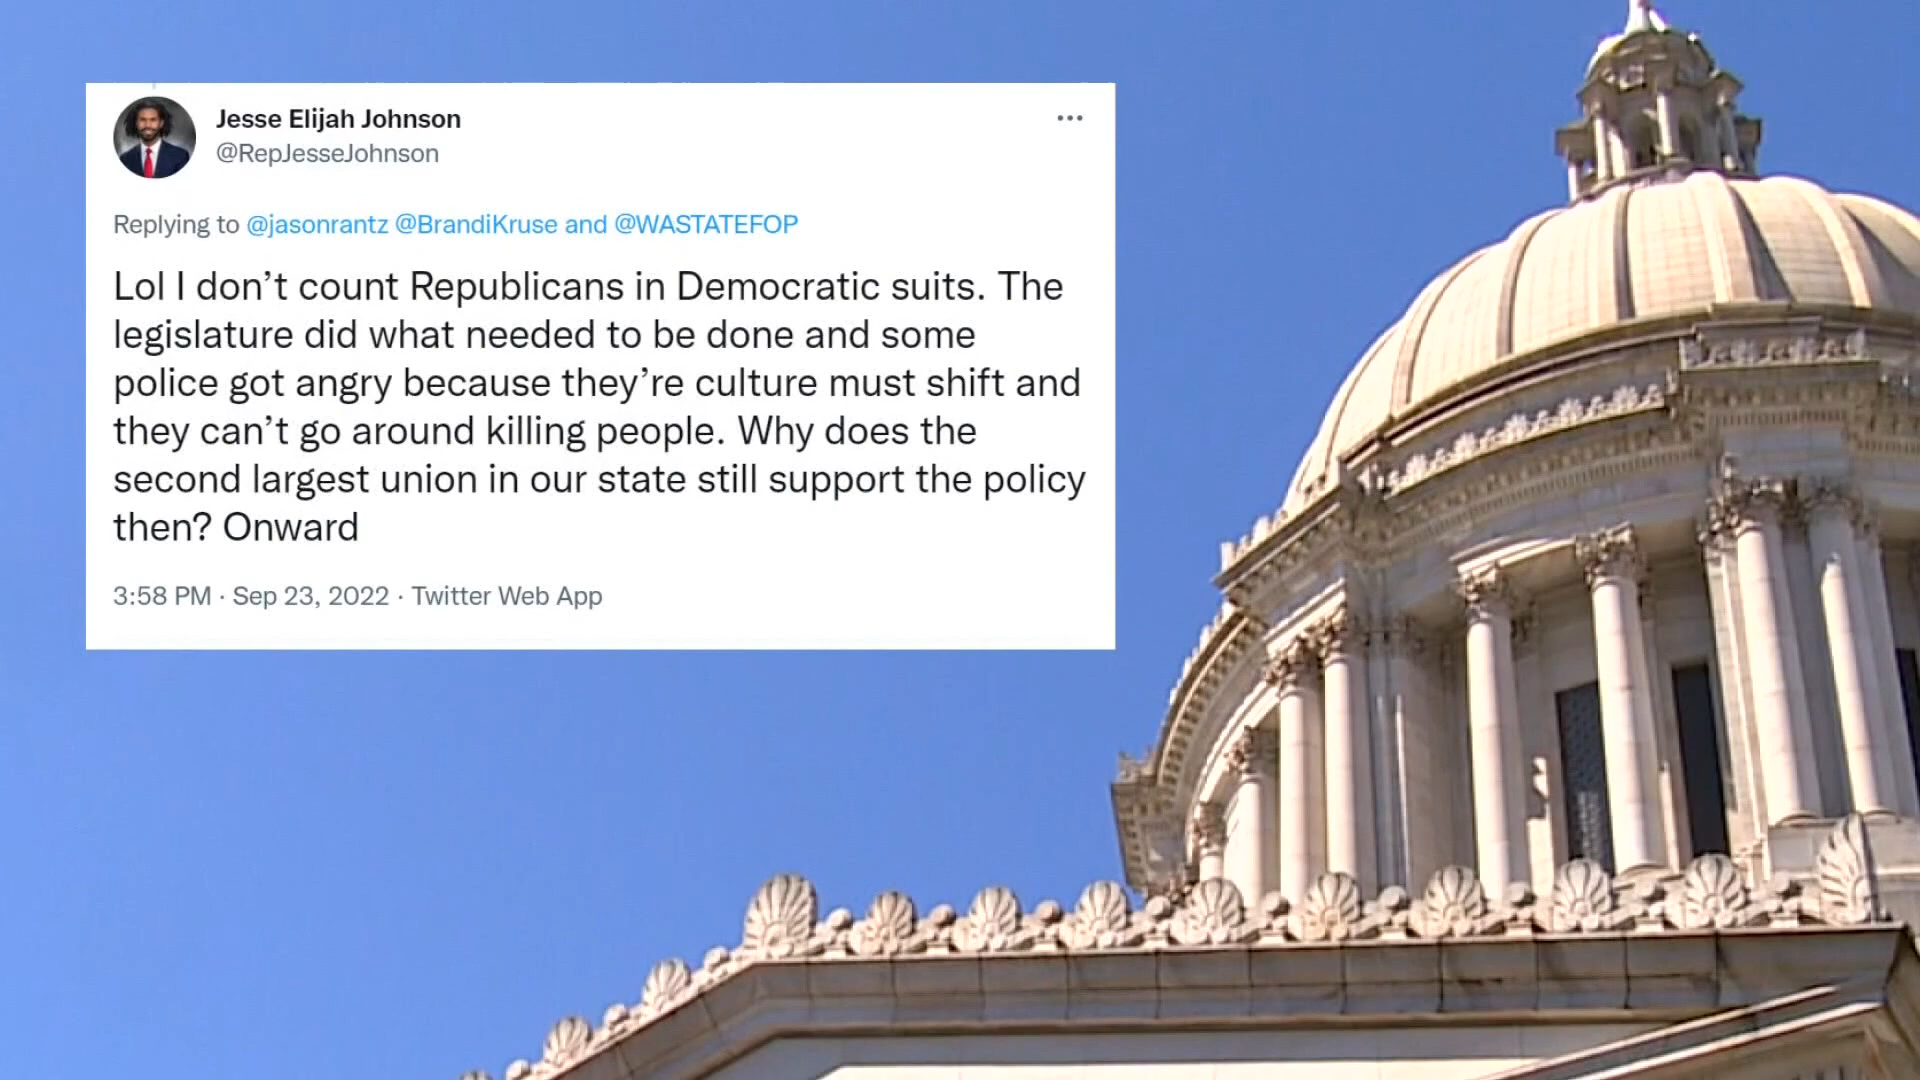 Jesse Elijah Johnson
@RepJesseJohnson
Replying to @jasonrantz @BrandiKruse and @WASTATEFOP
Lol I don’t count Republicans in Democratic suits. The
legislature did what needed to be done and some
police got angry because they’re culture must shift and
they can’t go around killing people. Why does the
second largest union in our state still support the policy
then? Onward
3:58 PM · Sep 23, 2022 · Twitter Web App